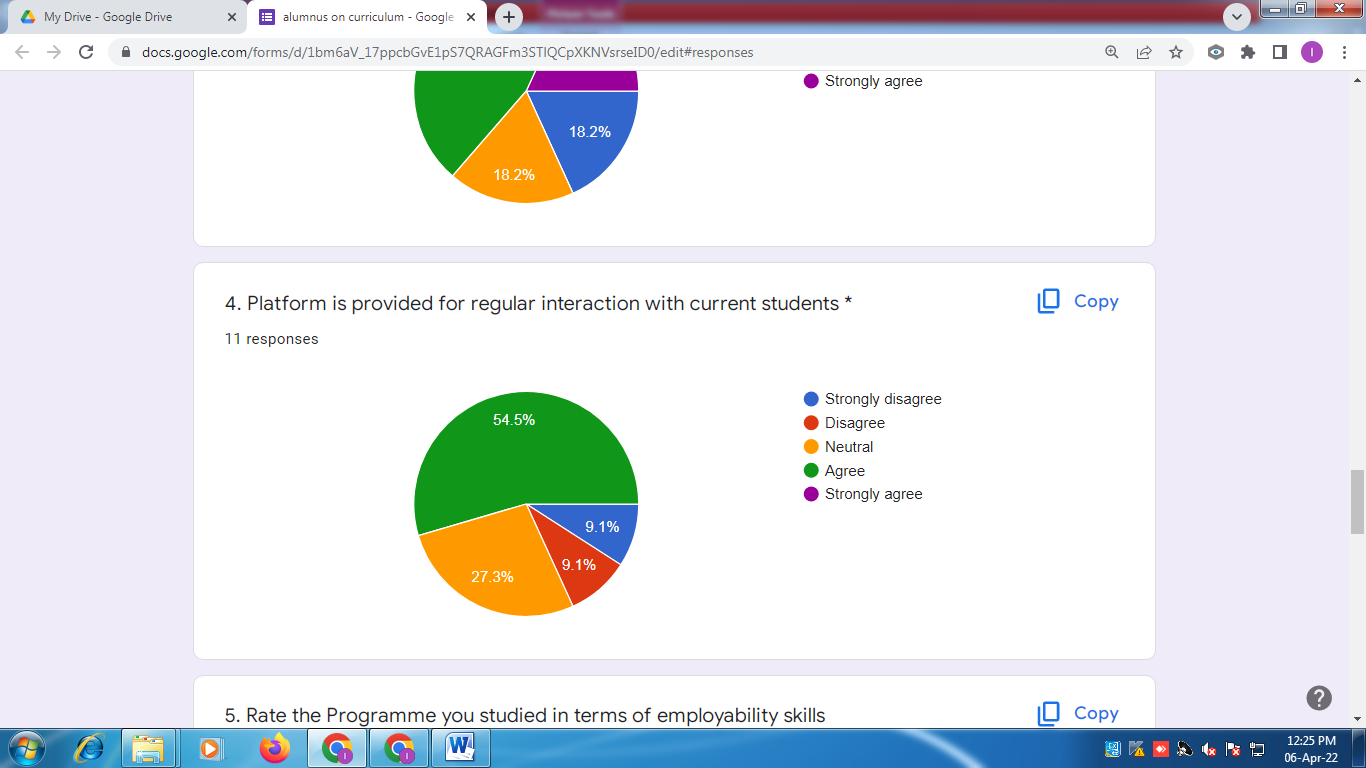 My Drive - Google Drive
alumnus on curriculum - Google
docs.google.com/forms/d/1bm6aV_17ppcbGvE1pS7QRAGFm3STIQCpXKNVsrseID0/edit#responses
I
Strongly agree
18.2%
18.2%
4. Platform is provided for regular interaction with current students *
Copy
11 responses
54.5%
9.1%
9.1%
27.3%
Strongly disagree
Disagree
Neutral
Agree
Strongly agree
5. Rate the Programme you studied in terms of employability skills
Copy
12:25 PM
06-Apr-22